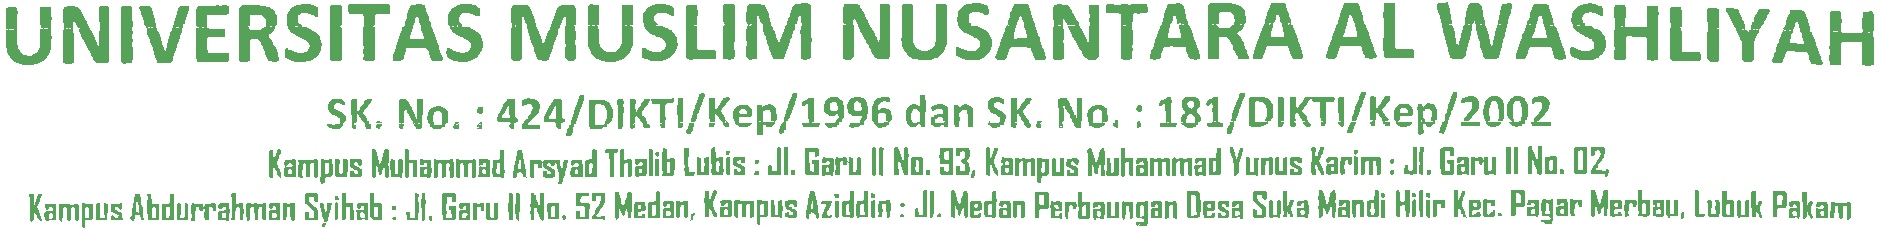 UNIVERSITAS MUSLIM NUSANTARA AL WASHLIYAH
SK. No. : 424/DIKTI/Kep/1996 dan SK. No. : 181/DIKTI/Kep/2002
Kampus Muhammad Arsyad Thalib Lubis : Jl. Garu II No. 93, Kampus Muhammad Yunus Karim : Jl. Garu II No. 02,
Kampus Abdurrahman Syihab : Jl. Garu II No. 52 Medan, Kampus Aziddin : Jl. Medan Perbaungan Desa Suka Mandi Hilir Kec. Pagar Merbau, Lubuk Pakam